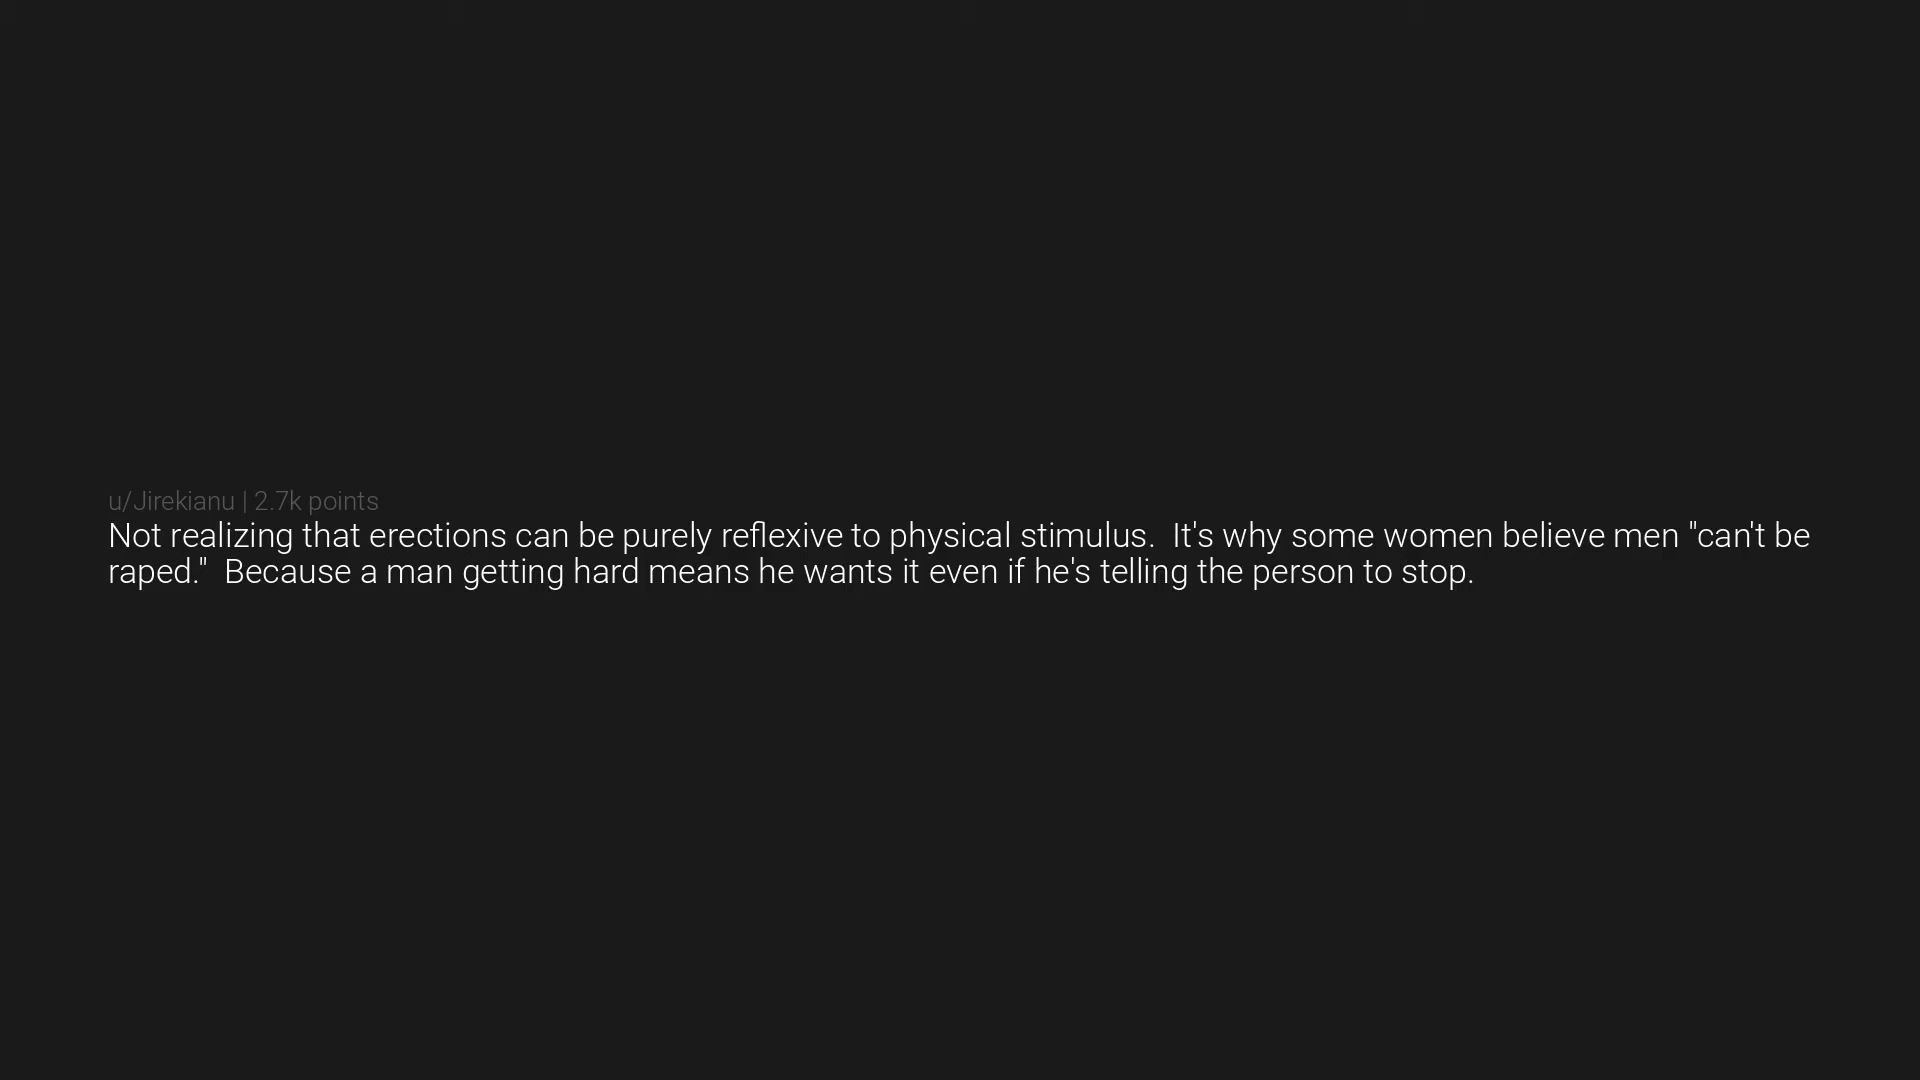 u/Jirekianu | 2.7k points
Not realizing that erections can be purely reflexive to physical stimulus.  It's why some women believe men "can't be
raped."  Because a man getting hard means he wants it even if he's telling the person to stop.